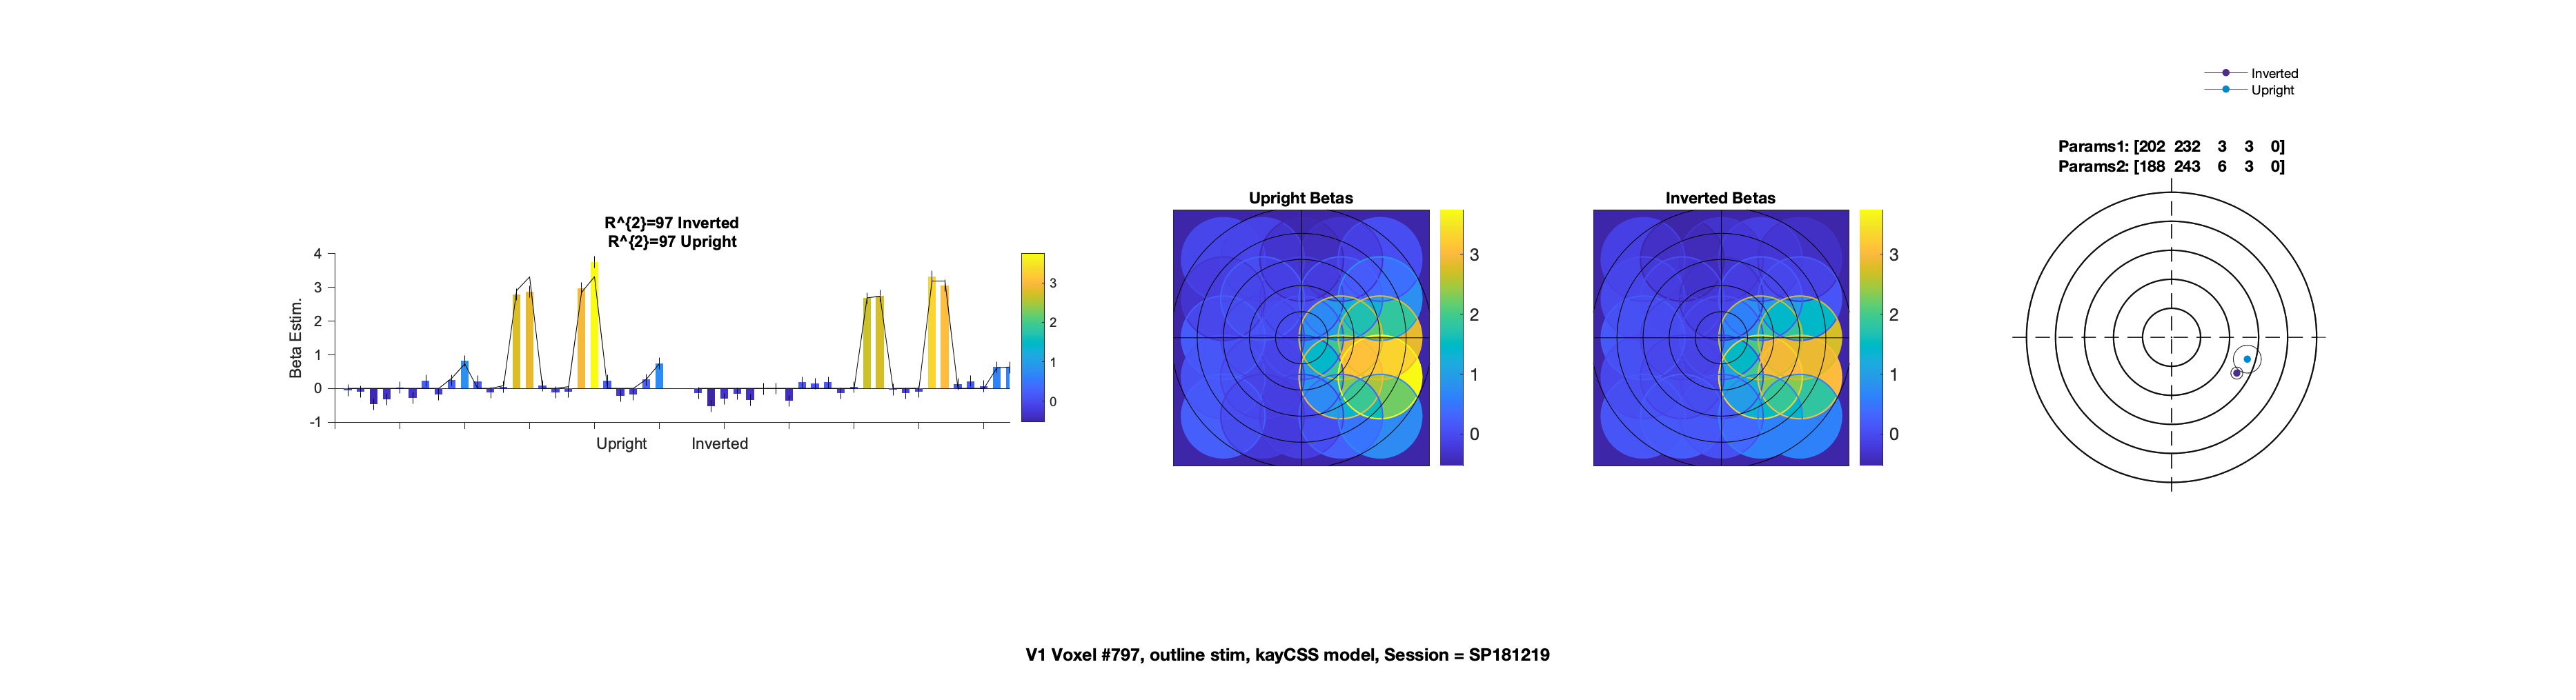 Inverted
Upright
Params1: [202 232 3 3 0]
Params2: [188 243 6 3 0]
R^{2}=97 Inverted
R^{2}=97 Upright
Beta Estim.
4
3
2
1
0
-1
Upright Inverted
3
2
1
0
Upright Betas
3
2
1
0
Inverted Betas
3
2
1
0
V1 Voxel #797, outline stim, kayCSS model, Session = SP181219